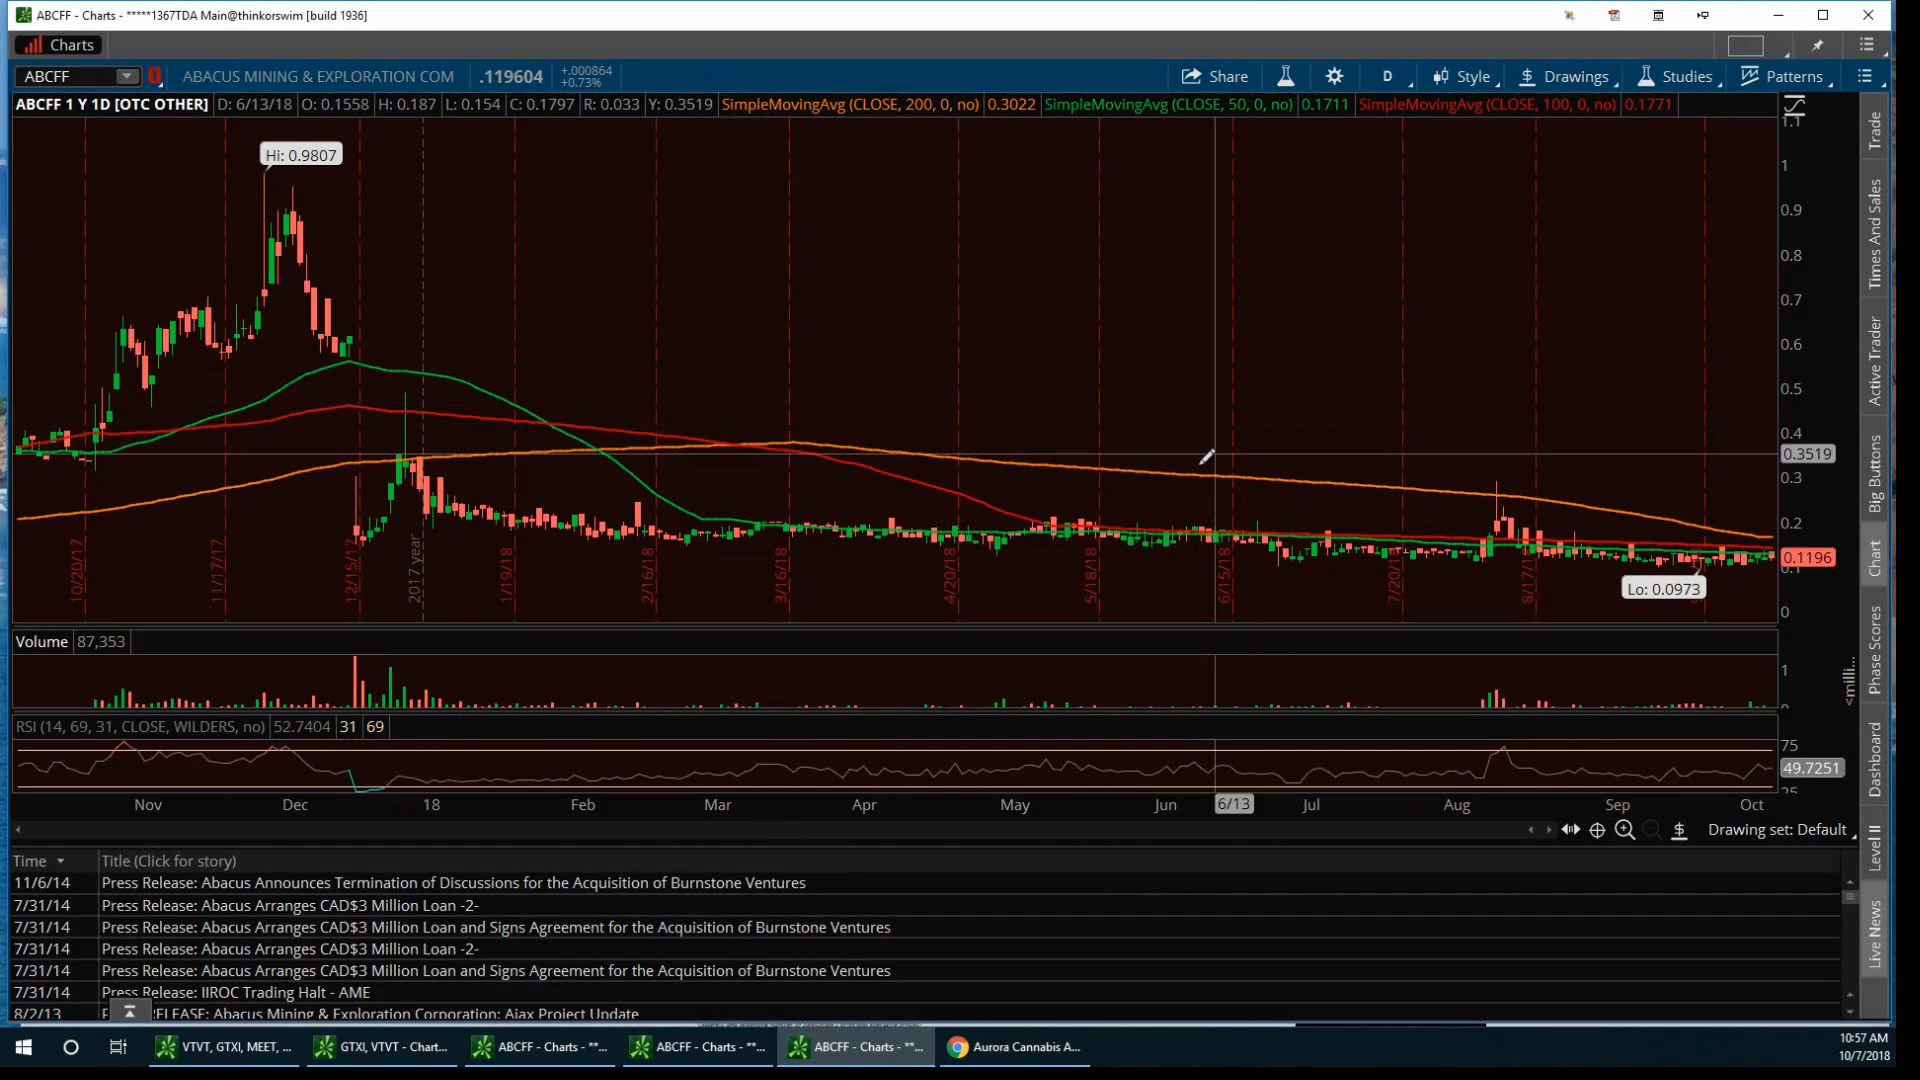 ABCFF - Charts - *****1367TDA Main@thinkorswim [build 1936]
Charts
ABCFF ABACUS MINING & EXPLORATION COM .119604 +.000864 +0.73% Share D Style Drawings Studies Patterns
ABCFF 1 Y 1D [OTC OTHER] D: 6/13/18 O: 0.1558 H: 0.187 L: 0.154 C: 0.1797 R: 0.033 Y: 0.3519 SimpleMovingAvg (CLOSE, 200, 0, no) 0.3022 SimpleMovingAvg (CLOSE, 50, 0, no) 0.1711 SimpleMovingAvg (CLOSE, 100, 0, no) 0.1771
1.1
Hi: 0.9807
1
0.9
0.8
0.7
0.6
0.5
0.4
0.3519
0.3
0.2
0.1196
0.1
Lo: 0.0973
0
10/20/17 11/17/17 12/15/17 2017 year 1/19/18 2/16/18 3/16/18 4/20/18 5/18/18 6/15/18 7/20/18 8/17/18
Volume 87,353
1
<milli...
RSI (14, 69, 31, CLOSE, WILDERS, no) 52.7404 31 69
75
49.7251
25
Nov Dec 18 Feb Mar Apr May Jun 6/13 Jul Aug Sep Oct
Drawing set: Default
Time Title (Click for story)
11/6/14 Press Release: Abacus Announces Termination of Discussions for the Acquisition of Burnstone Ventures
7/31/14 Press Release: Abacus Arranges CAD$3 Million Loan -2-
7/31/14 Press Release: Abacus Arranges CAD$3 Million Loan and Signs Agreement for the Acquisition of Burnstone Ventures
7/31/14 Press Release: Abacus Arranges CAD$3 Million Loan -2-
7/31/14 Press Release: Abacus Arranges CAD$3 Million Loan and Signs Agreement for the Acquisition of Burnstone Ventures
7/31/14 Press Release: IIROC Trading Halt - AME
8/2/13 ELEASE: Abacus Mining & Exploration Corporation: Ajax Project Update
Trade
Times And Sales
Active Trader
Big Buttons
Chart
Phase Scores
Dashboard
Level II
Live News
VTVT, GTXI, MEET, ... GTXI, VTVT - Chart... ABCFF - Charts - **... ABCFF - Charts - **... ABCFF - Charts - **... Aurora Cannabis A...
10:57 AM
10/7/2018